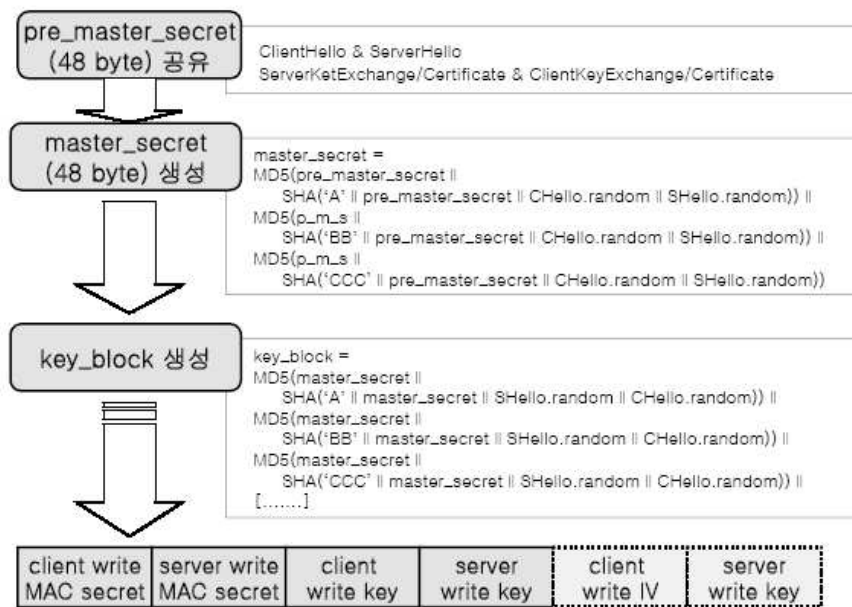 pre_master_secret
(48 byte) 공유
ClientHello & ServerHello
ServerKetExchange/Certificate & ClientKeyExchange/Certificate
master_secret
(48 byte) 생성
master_secret =
MD5(pre_master_secret ||
SHA(‘A’ || pre_master_secret || CHello.random || SHello.random)) ||
MD5(p_m_s ||
SHA(‘BB’ || pre_master_secret || CHello.random || SHello.random)) ||
MD5(p_m_s ||
SHA(‘CCC’ || pre_master_secret || CHello.random || SHello.random))
key_block 생성
key_block =
MD5(master_secret ||
SHA(‘A’ || master_secret || SHello.random || CHello.random)) ||
MD5(master_secret ||
SHA(‘BB’ || master_secret || SHello.random || CHello.random)) ||
MD5(master_secret ||
SHA(‘CCC’ || master_secret || SHello.random || CHello.random)) ||
[.......]
client write
MAC secret
server write
MAC secret
client
write key
server
write key
client
write IV
server
write key